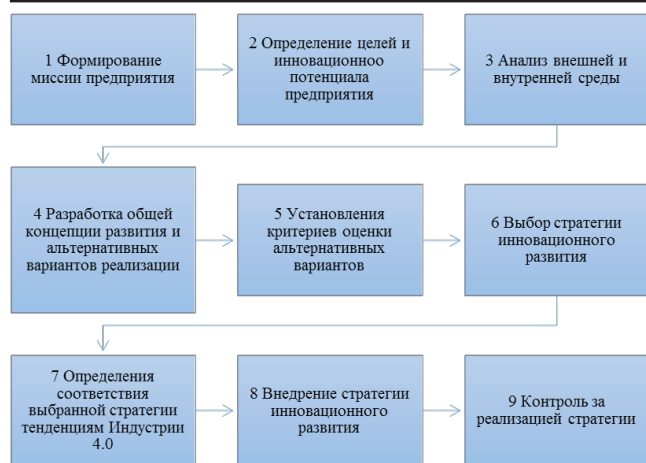 1 Формирование
миссии предприятия
2 Определение целей и
инновационоо
потенциала
предприятия
3 Анализ внешней и
внутренней среды
4 Разработка общей
концепции развития и
альтернативных
вариантов реализации
5 Установления
критериев оценки
альтернативных
вариантов
6 Выбор стратегии
инновационного
развития
7 Определения
соответствия
выбранной стратегии
тенденциям Индустрии
4.0
8 Внедрение стратегии
инновационного
развития
9 Контроль за
реализацией стратегии